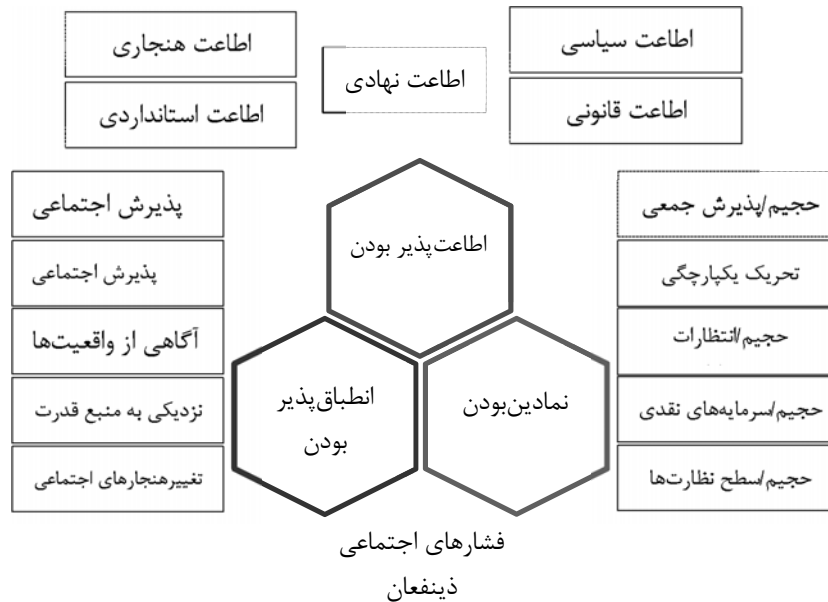 اطاعت سیاسی
اطاعت قانونی
اطاعت نهادی
اطاعت هنجاری
اطاعت استانداردی
حجیم/پذیرش جمعی
تحریک یکپارچگی
حجیم/انتظارات
حجیم/سرمایه‌های نقدی
حجیم/سطح نظارت‌ها
اطاعت‌پذیر بودن
نمادین‌بودن
انطباق‌پذیر
بودن
پذیرش اجتماعی
پذیرش اجتماعی
آگاهی از واقعیت‌ها
نزدیکی به منبع قدرت
تغییرهنجارهای اجتماعی
فشارهای اجتماعی
ذینفعان